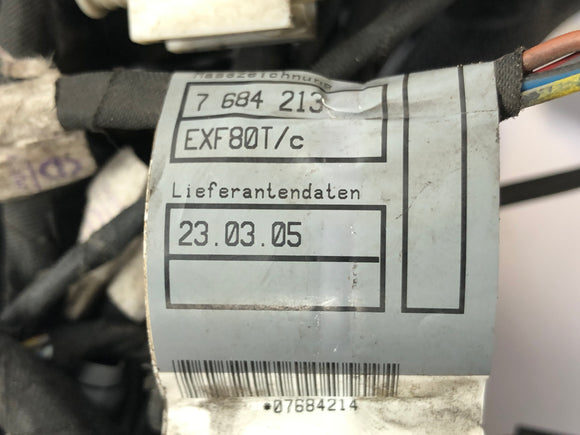 7 684 213
EXF80T/c
Lieferantendaten
23.03.05
*07684214